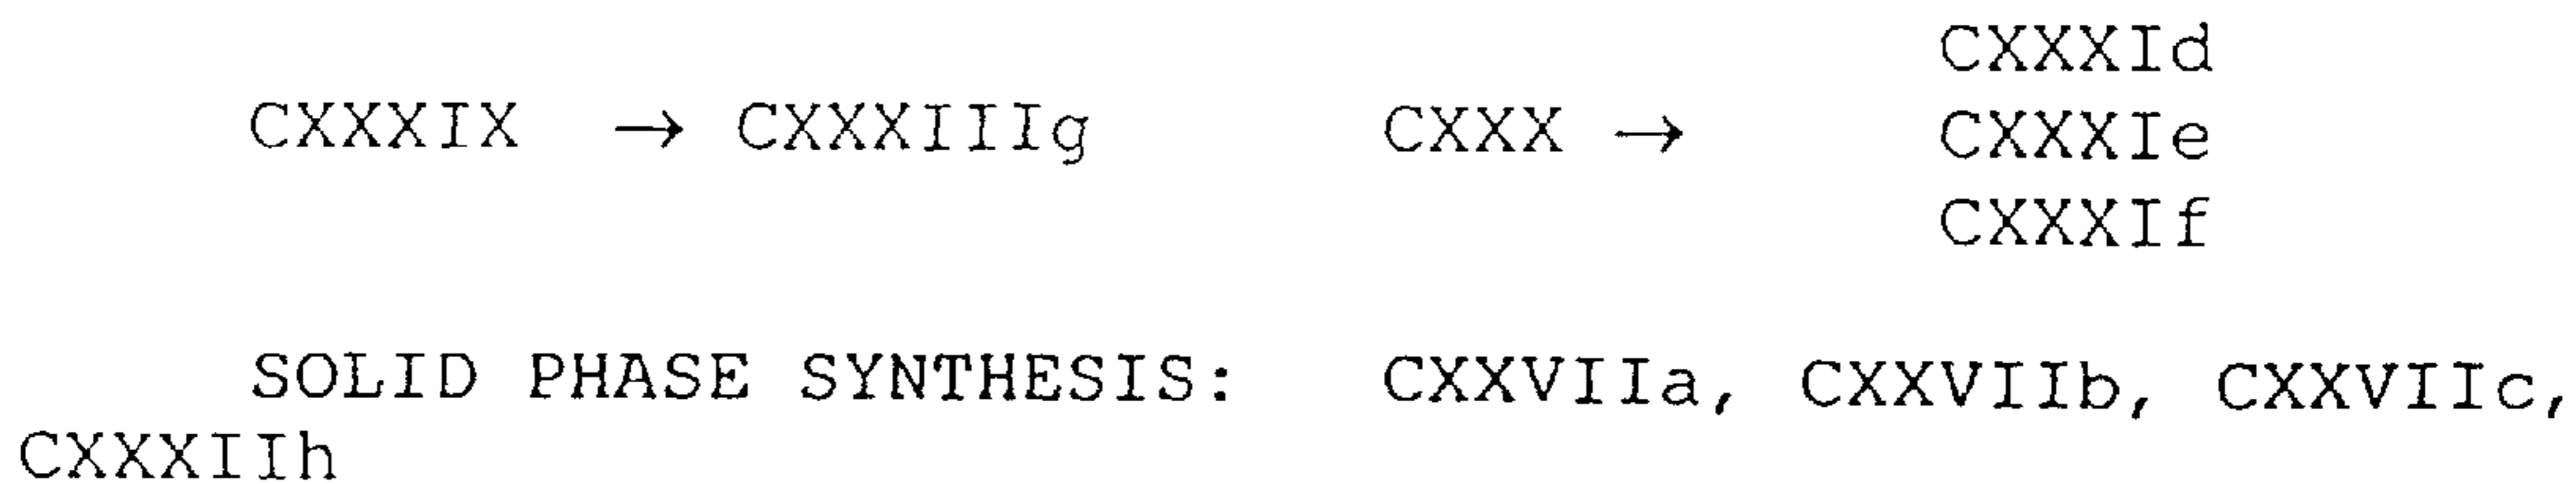 CXXXId
CXXXIX → CXXXIIIg CXXX → CXXXIe
CXXXIf
SOLID PHASE SYNTHESIS: CXXVIIa, CXXVIIb, CXXVIIc,
CXXXIIh